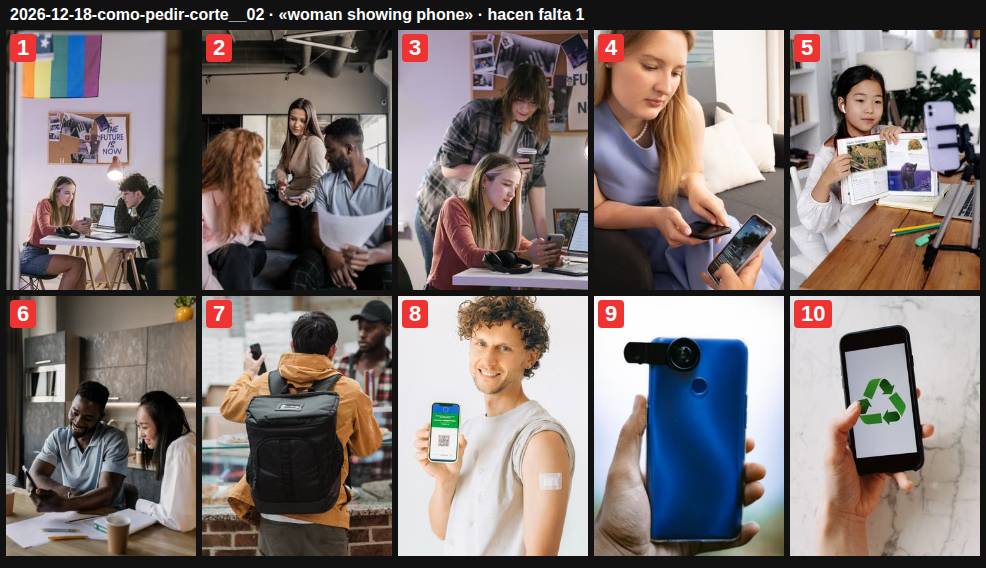 2026-12-18-como-pedir-corte__02 · «woman showing phone» · hacen falta 1
1
2
3
4
5
THE
FUTURE
IS
NOW
FU
N
6
7
8
9
10